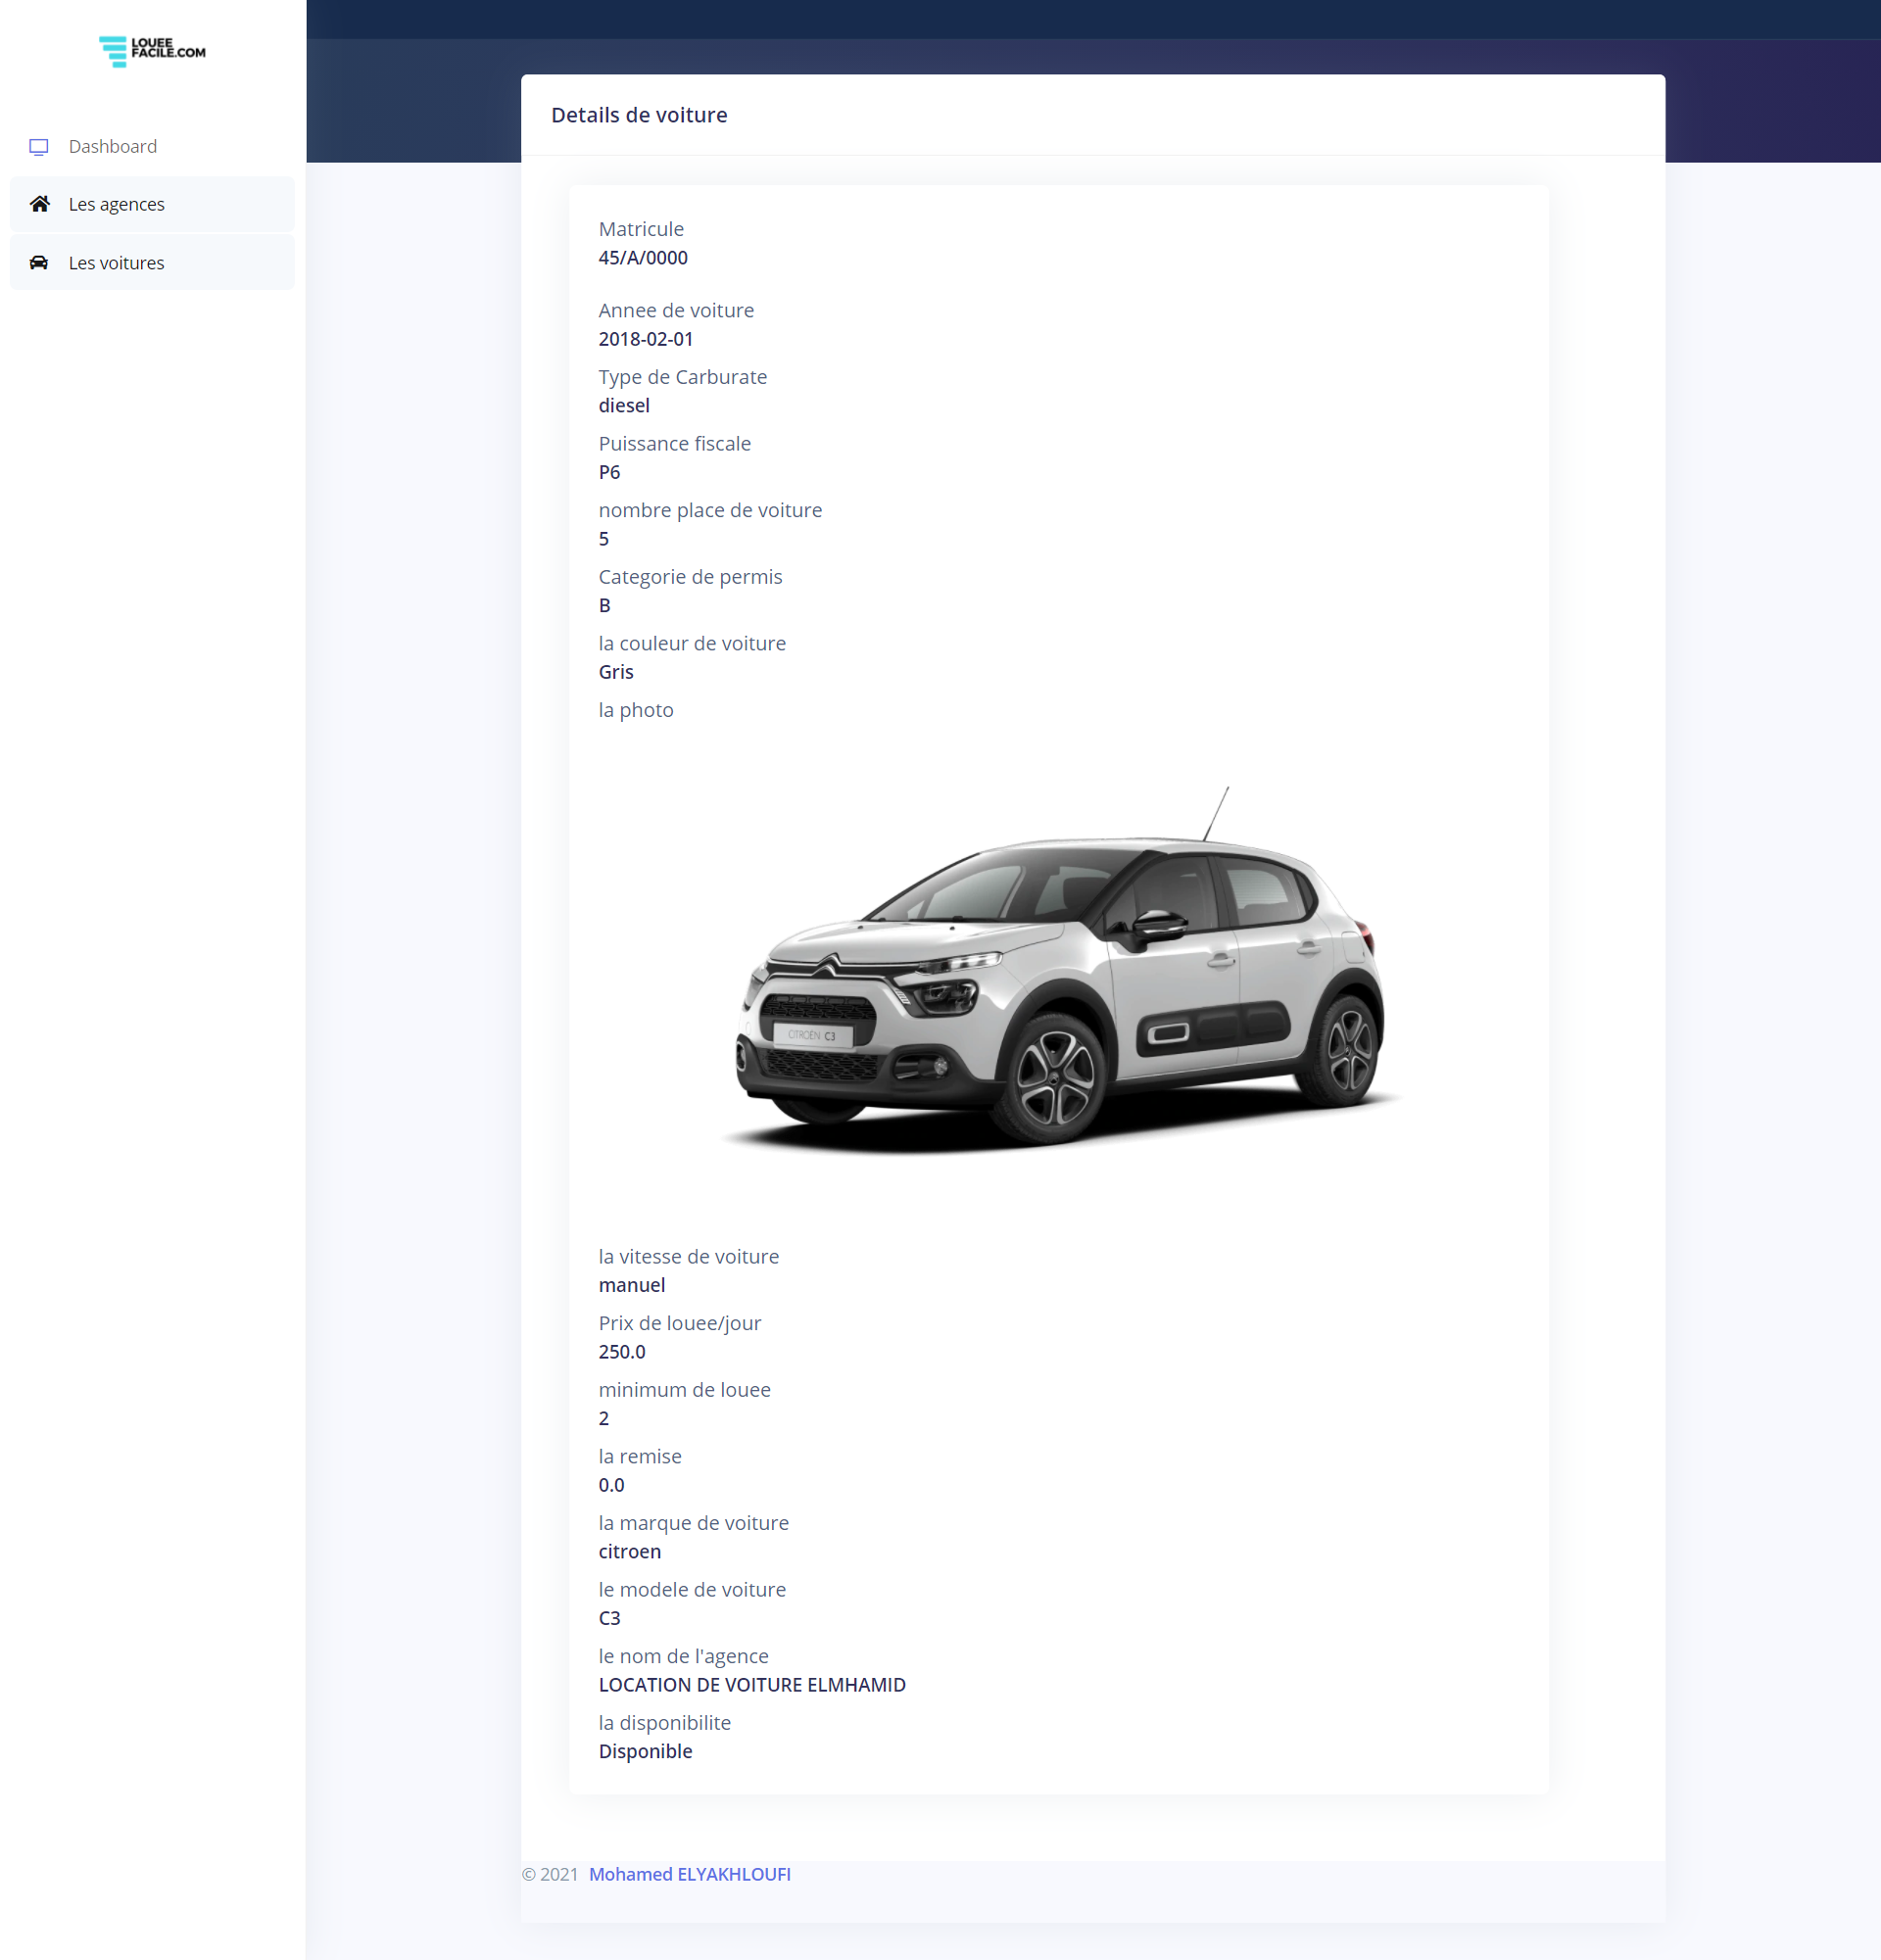 LOUEE
FACILE.COM
Dashboard
Les agences
Les voitures
Details de voiture
Matricule
45/A/0000
Annee de voiture
2018-02-01
Type de Carburate
diesel
Puissance fiscale
P6
nombre place de voiture
5
Categorie de permis
B
la couleur de voiture
Gris
la photo
CITROËN C3
la vitesse de voiture
manuel
Prix de louee/jour
250.0
minimum de louee
2
la remise
0.0
la marque de voiture
citroen
le modele de voiture
C3
le nom de l'agence
LOCATION DE VOITURE ELMHAMID
la disponibilite
Disponible
© 2021 Mohamed ELYAKHLOUFI